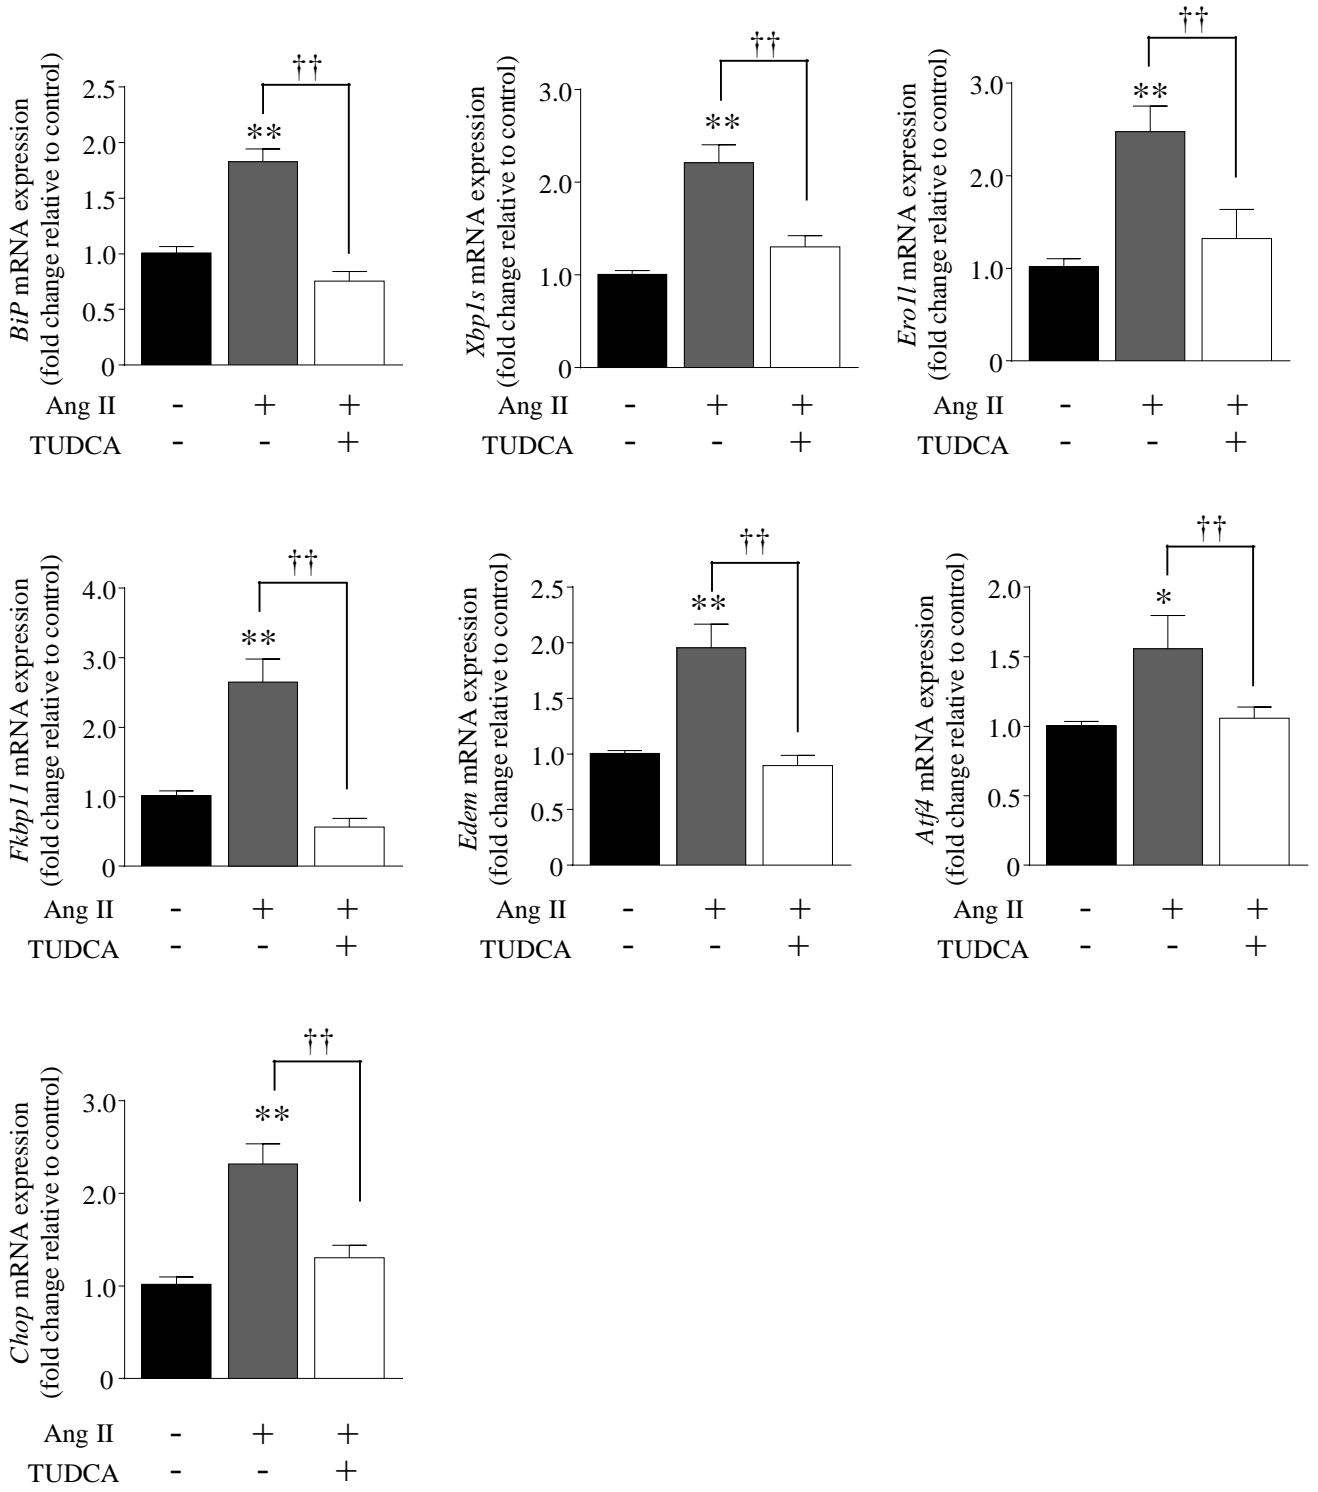 ††
BiP mRNA expression
(fold change relative to control)
2.5
2.0
1.5
1.0
0.5
0
**
Ang II - + +
TUDCA - - +
††
Xbp1s mRNA expression
(fold change relative to control)
3.0
2.0
1.0
0
**
Ang II - + +
TUDCA - - +
††
Ero1l mRNA expression
(fold change relative to control)
3.0
2.0
1.0
0
**
Ang II - + +
TUDCA - - +
††
Fkbp11 mRNA expression
(fold change relative to control)
4.0
3.0
2.0
1.0
0
**
Ang II - + +
TUDCA - - +
††
Edem mRNA expression
(fold change relative to control)
2.5
2.0
1.5
1.0
0.5
0
**
Ang II - + +
TUDCA - - +
††
Atf4 mRNA expression
(fold change relative to control)
2.0
1.5
1.0
0.5
0
*
Ang II - + +
TUDCA - - +
††
Chop mRNA expression
(fold change relative to control)
3.0
2.0
1.0
0
**
Ang II - + +
TUDCA - - +